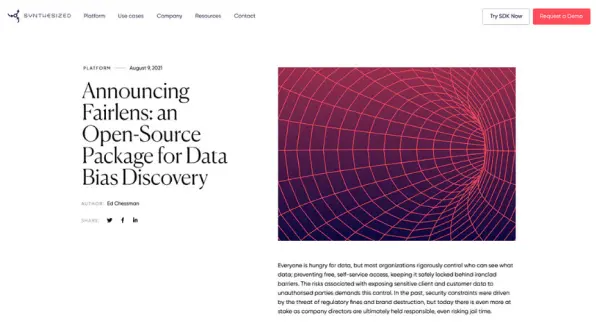 SYNTHESIZED Platform Use cases Company Resources Contact Try SDK Now Request a Demo
PLATFORM August 9, 2021
Announcing
Fairlens: an
Open-Source
Package for Data
Bias Discovery
AUTHOR: Ed Chessman
SHARE:
Everyone is hungry for data, but most organizations rigorously control who can see what
data; preventing free, self-service access, keeping it safely locked behind ironclad
barriers. The risks associated with exposing sensitive client and customer data to
unauthorised parties demands this control. In the past, security constraints were driven
by the threat of regulatory fines and brand destruction, but today there is even more at
stake as company directors are ultimately held responsible, even risking jail time.